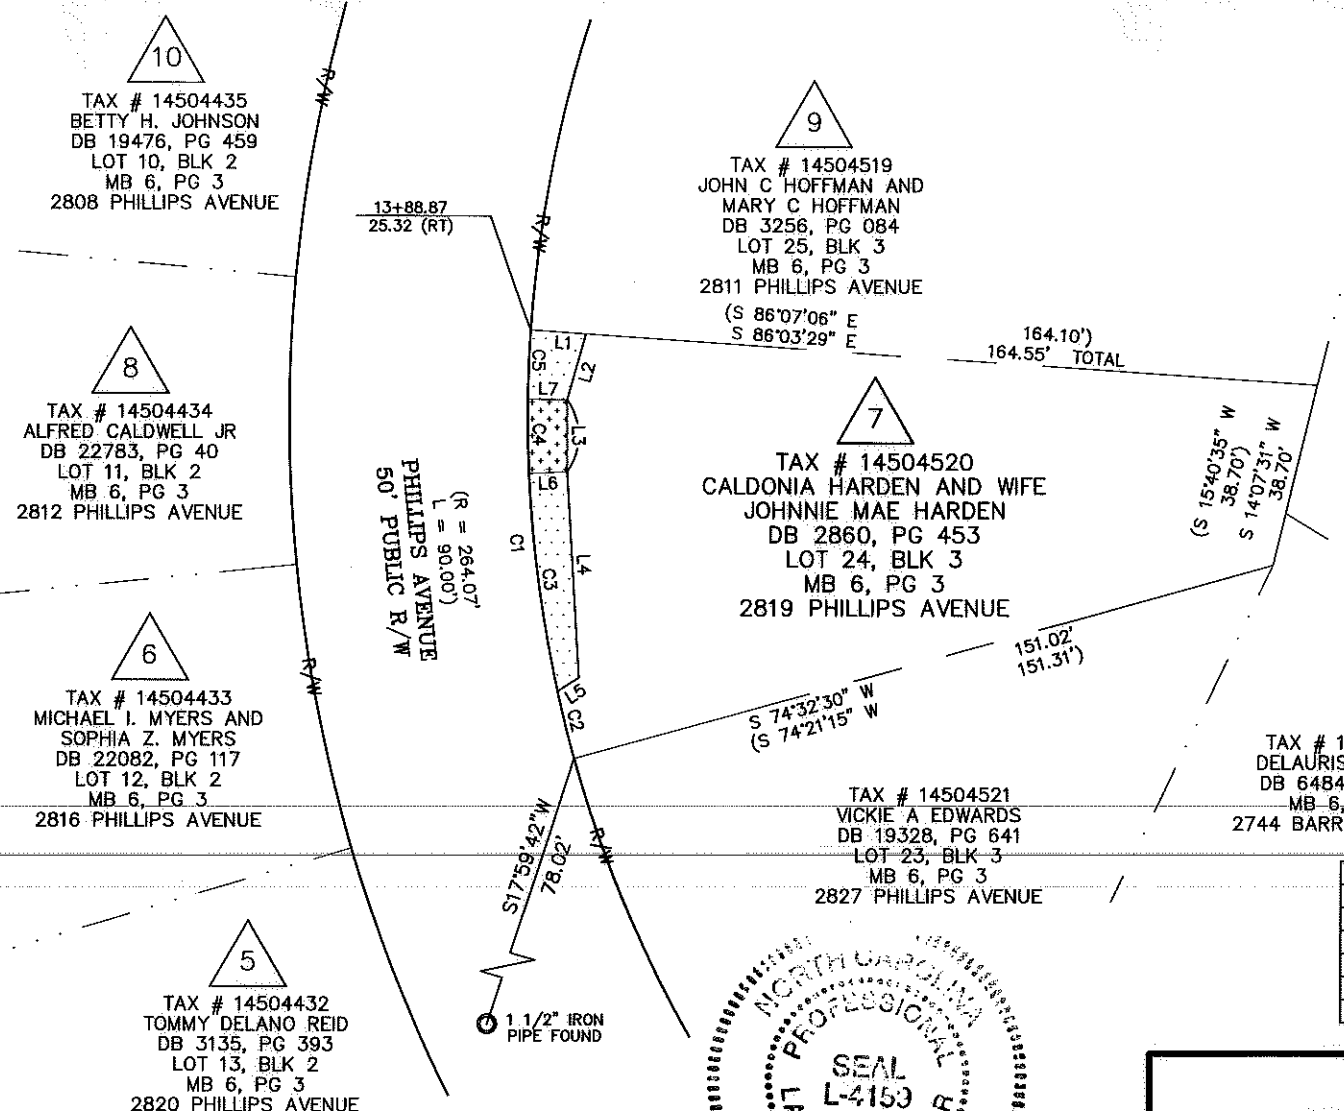 10
TAX # 14504435
BETTY H. JOHNSON
DB 19476, PG 459
LOT 10, BLK 2
MB 6, PG 3
2808 PHILLIPS AVENUE
8
TAX # 14504434
ALFRED CALDWELL JR
DB 22783, PG 40
LOT 11, BLK 2
MB 6, PG 3
2812 PHILLIPS AVENUE
6
TAX # 14504433
MICHAEL I. MYERS AND
SOPHIA Z. MYERS
DB 22082, PG 117
LOT 12, BLK 2
MB 6, PG 3
2816 PHILLIPS AVENUE
5
TAX # 14504432
TOMMY DELANO REID
DB 3135, PG 393
LOT 13, BLK 2
MB 6, PG 3
2820 PHILLIPS AVENUE
R/W
R/W
R/W
R/W
13+88.87
25.32 (RT)
(R = 264.07'
L = 90.00')
PHILLIPS AVENUE
50' PUBLIC R/W
L1
C5
L2
L7
C4
L3
L6
C1
C3
L4
L5
C2
S17°59'42"W
78.02'
1 1/2" IRON
PIPE FOUND
9
TAX # 14504519
JOHN C HOFFMAN AND
MARY C HOFFMAN
DB 3256, PG 084
LOT 25, BLK 3
MB 6, PG 3
2811 PHILLIPS AVENUE
(S 86°07'06" E
164.10')
S 86°03'29" E
164.55' TOTAL
7
TAX # 14504520
CALDONIA HARDEN AND WIFE
JOHNNIE MAE HARDEN
DB 2860, PG 453
LOT 24, BLK 3
MB 6, PG 3
2819 PHILLIPS AVENUE
(S 15°40'35" W
38.70')
S 14°07'31" W
38.70'
S 74°32'30" W
151.02'
(S 74°21'15" W
151.31')
TAX # 14504521
VICKIE A EDWARDS
DB 19328, PG 641
LOT 23, BLK 3
MB 6, PG 3
2827 PHILLIPS AVENUE
TAX # 1
DELAURIS
DB 6484
MB 6,
2744 BARR
NORTH CAROLINA
PROFESSIONAL
SEAL
L-4159